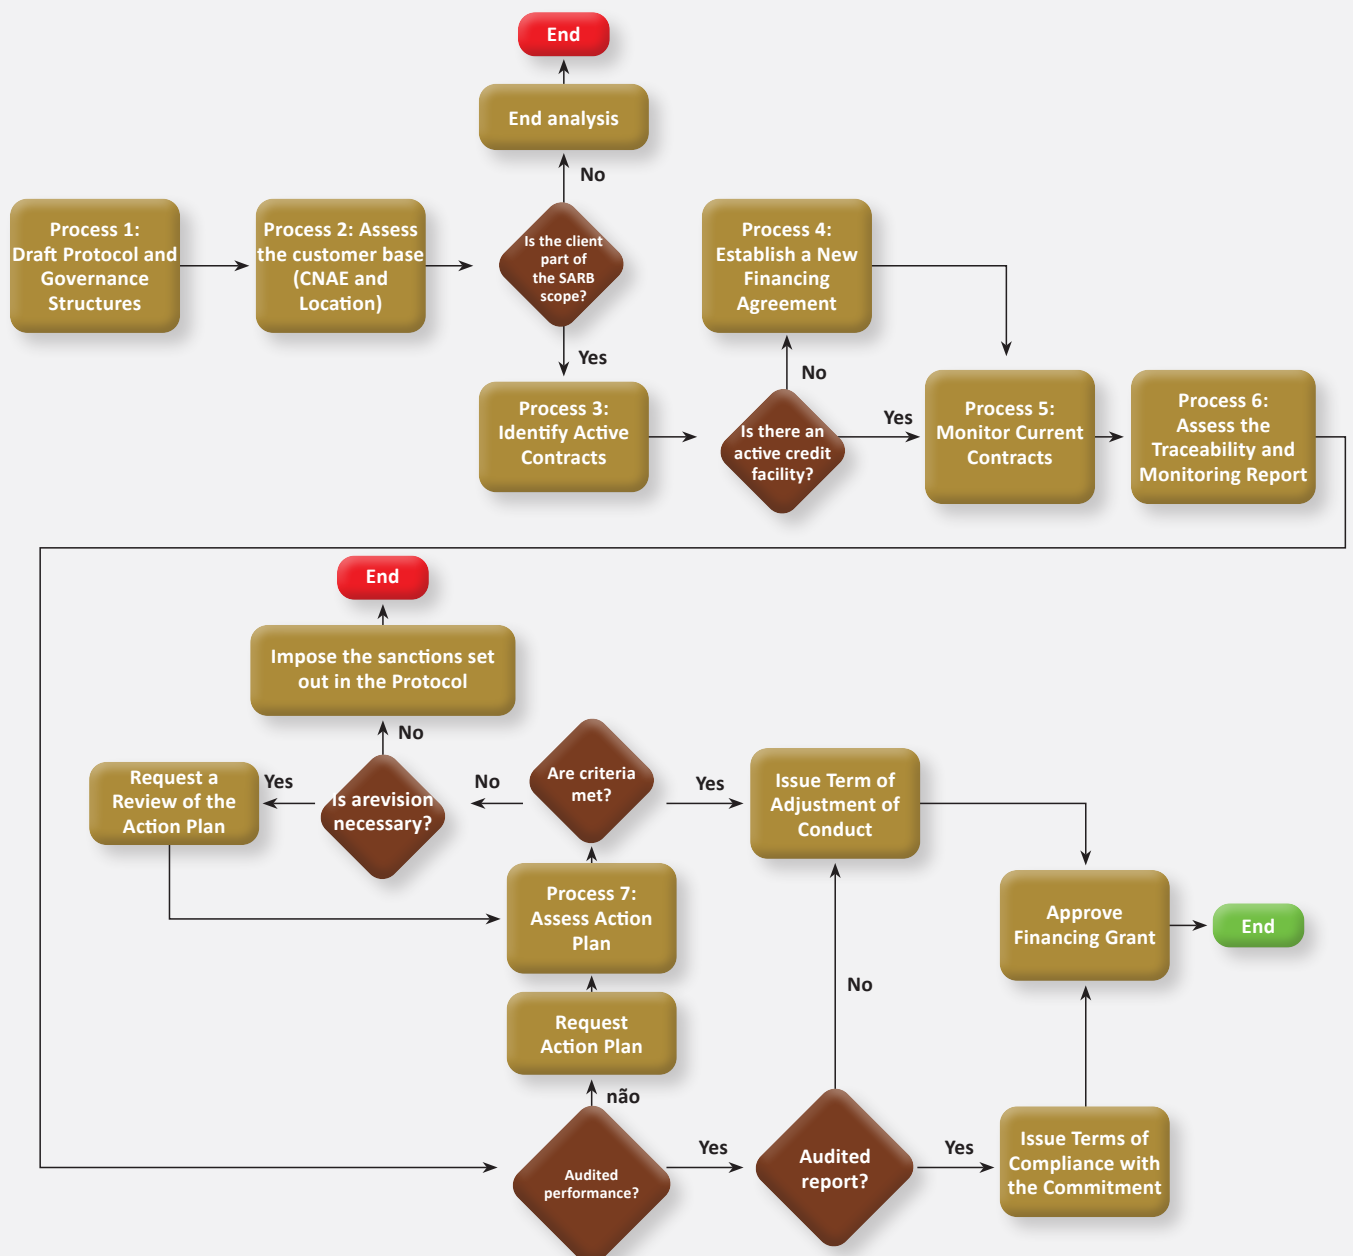 End
End analysis
No
Process 1:
Draft Protocol and
Governance
Structures
Process 2: Assess
the customer base
(CNAE and
Location)
Is the client
part of
the SARB
scope?
Yes
Process 3:
Identify Active
Contracts
Process 4:
Establish a New
Financing
Agreement
No
Is there an
active credit
facility?
Yes
Process 5:
Monitor Current
Contracts
Process 6:
Assess the
Traceability and
Monitoring Report
End
Impose the sanctions set
out in the Protocol
No
Request a
Review of the
Action Plan
Yes
Is arevision
necessary?
No
Are criteria
met?
Yes
Issue Term of
Adjustment of
Conduct
Process 7:
Assess Action
Plan
Approve
Financing Grant
End
No
Request
Action Plan
não
Audited
performance?
Yes
Audited
report?
Yes
Issue Terms of
Compliance with
the Commitment